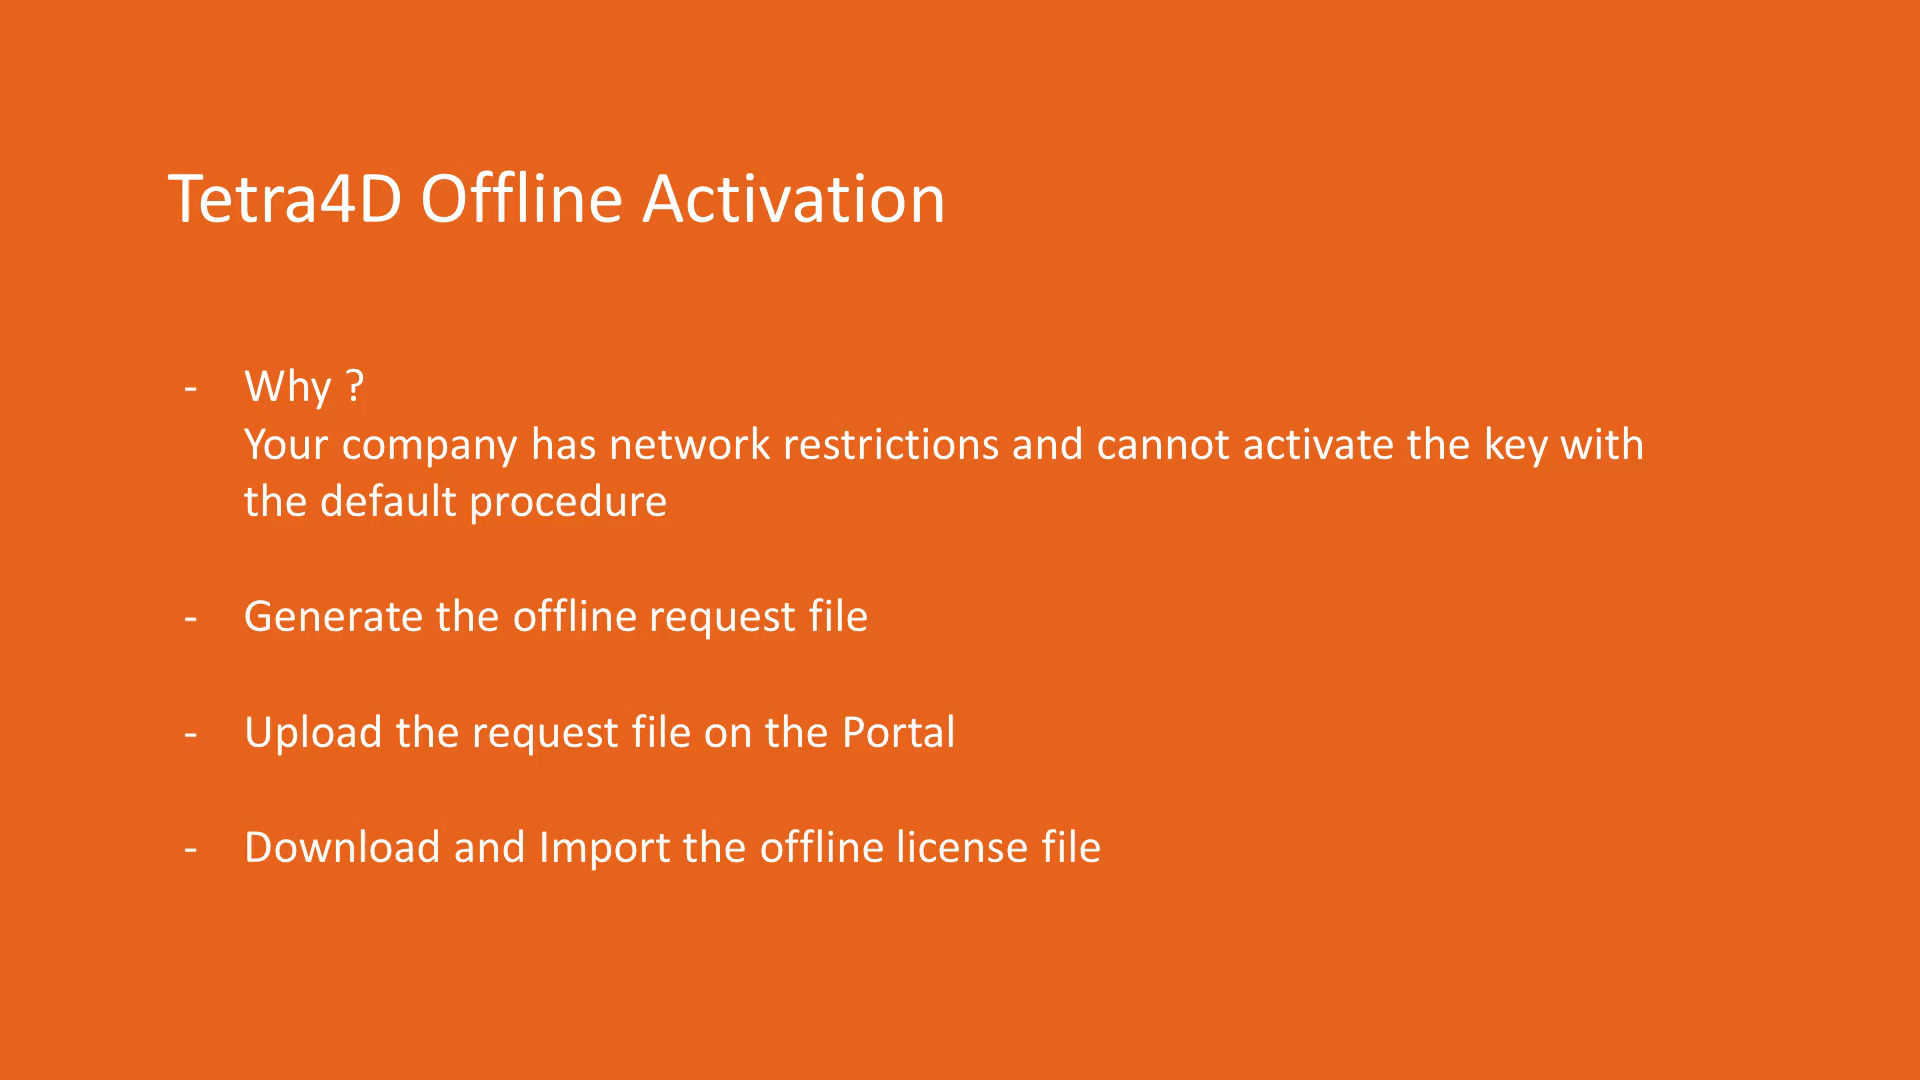 Tetra4D Offline Activation
- Why ?
Your company has network restrictions and cannot activate the key with
the default procedure
- Generate the offline request file
- Upload the request file on the Portal
- Download and Import the offline license file